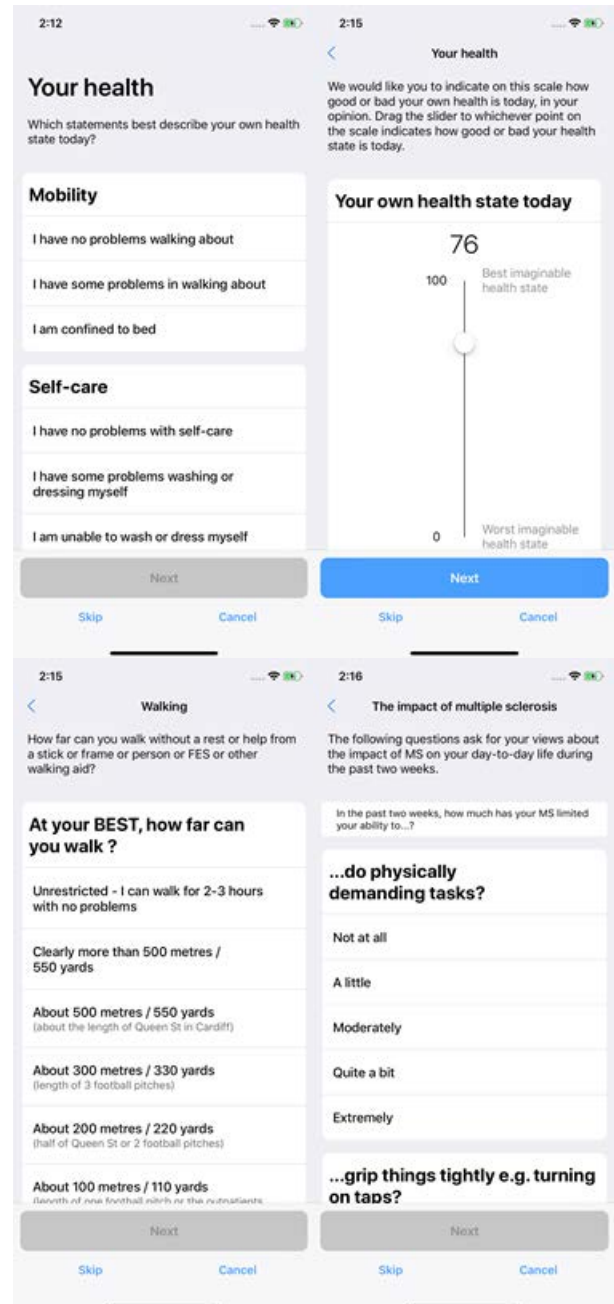 2:12
Your health
Which statements best describe your own health
state today?
Mobility
I have no problems walking about
I have some problems in walking about
I am confined to bed
Self-care
I have no problems with self-care
I have some problems washing or
dressing myself
I am unable to wash or dress myself
Next
Skip
Cancel
2:15
Your health
We would like you to indicate on this scale how
good or bad your own health is today, in your
opinion. Drag the slider to whichever point on
the scale indicates how good or bad your health
state is today.
Your own health state today
76
100
Best imaginable
health state
0
Worst imaginable
health state
Next
Skip
Cancel
2:15
Walking
How far can you walk without a rest or help from
a stick or frame or person or FES or other
walking aid?
At your BEST, how far can
you walk ?
Unrestricted - I can walk for 2-3 hours
with no problems
Clearly more than 500 metres /
550 yards
About 500 metres / 550 yards
(about the length of Queen St in Cardiff)
About 300 metres / 330 yards
(length of 3 football pitches)
About 200 metres / 220 yards
(half of Queen St or 2 football pitches)
About 100 metres / 110 yards
(length of one football pitch or the outpatients
Next
Skip
Cancel
2:16
The impact of multiple sclerosis
The following questions ask for your views about
the impact of MS on your day-to-day life during
the past two weeks.
In the past two weeks, how much has your MS limited
your ability to...?
...do physically
demanding tasks?
Not at all
A little
Moderately
Quite a bit
Extremely
...grip things tightly e.g. turning
on taps?
Next
Skip
Cancel